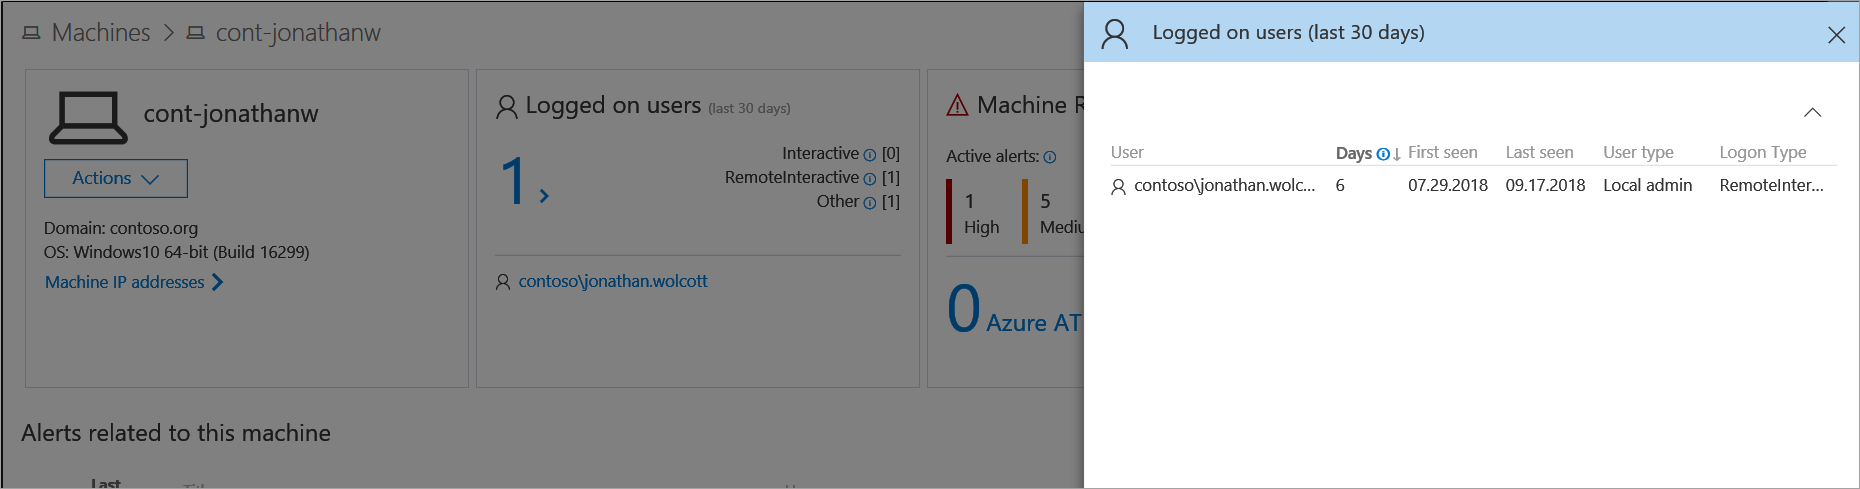 Machines > cont-jonathanw
cont-jonathanw
Actions
Domain: contoso.org
OS: Windows10 64-bit (Build 16299)
Machine IP addresses
Logged on users (last 30 days)
1
Interactive [0]
RemoteInteractive [1]
Other [1]
contoso\jonathan.wolcott
Machine R
Active alerts:
1 5
High Mediu
0 Azure AT
Alerts related to this machine
Last
Logged on users (last 30 days)
User Days First seen Last seen User type Logon Type
contoso\jonathan.wolc... 6 07.29.2018 09.17.2018 Local admin RemoteInter...